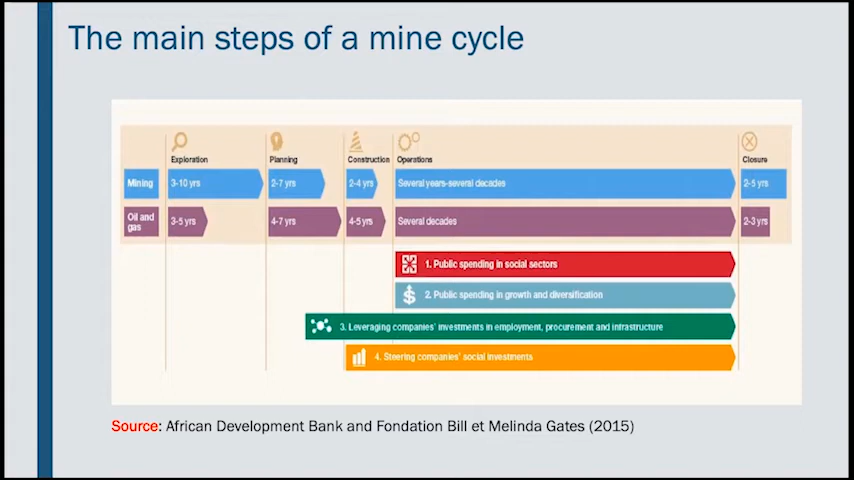 The main steps of a mine cycle
Exploration Planning Construction Operations Closure
Mining 3-10 yrs 2-7 yrs 2-4 yrs Several years-several decades 2-5 yrs
Oil and gas 3-5 yrs 4-7 yrs 4-5 yrs Several decades 2-3 yrs
1. Public spending in social sectors
2. Public spending in growth and diversification
3. Leveraging companies' investments in employment, procurement and infrastructure
4. Steering companies' social investments
Source: African Development Bank and Fondation Bill et Melinda Gates (2015)